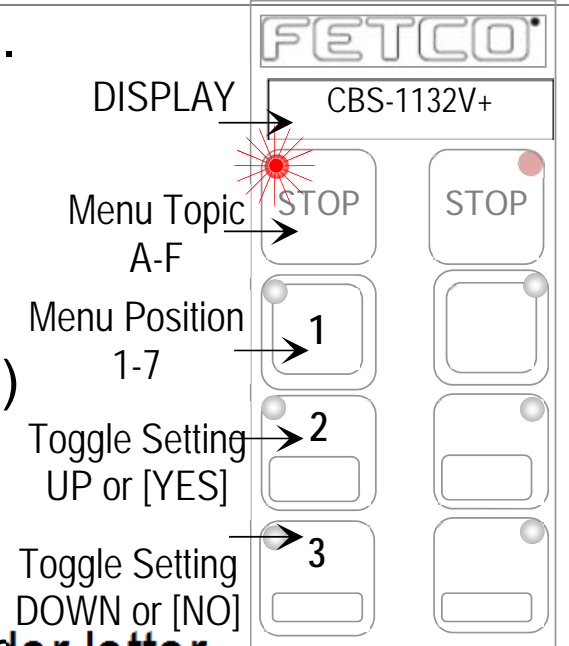 .
FETCO
DISPLAY
CBS-1132V+
Menu Topic
A-F
STOP
STOP
Menu Position
1-7
1
)
Toggle Setting
UP or [YES]
2
Toggle Setting
DOWN or [NO]
3
letter